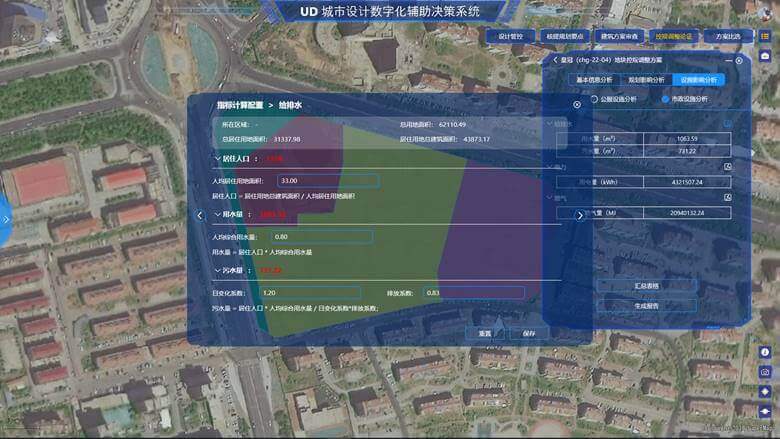 UD 城市设计数字化辅助决策系统
设计管控 核提规划要点 建筑方案审查 控规调整论证 方案比选
皇冠（chg-22-04）地块控规调整方案
基本信息分析 规划影响分析 设施影响分析
公服设施分析 市政设施分析
用水量（m³） 1063.59
污水量（m³） 731.22
电力
用电量（kWh） 4321507.24
燃气
用气量（MJ） 20940132.24
汇总表格
生成报告
指标计算配置 > 给排水
所在区域： - 总用地面积： 62110.49
总居住用地面积： 31337.98 居住用地总建筑面积： 43873.17
居住人口：
人均居住用地面积： 33.00
居住人口 = 居住用地总建筑面积 / 人均居住用地面积
用水量：
人均综合用水量： 0.80
用水量 = 居住人口 * 人均综合用水量
污水量：
日变化系数： 1.20 排放系数： 0.83
污水量 = 居住人口 * 人均综合用水量 / 日变化系数*排放系数;
重置 保存